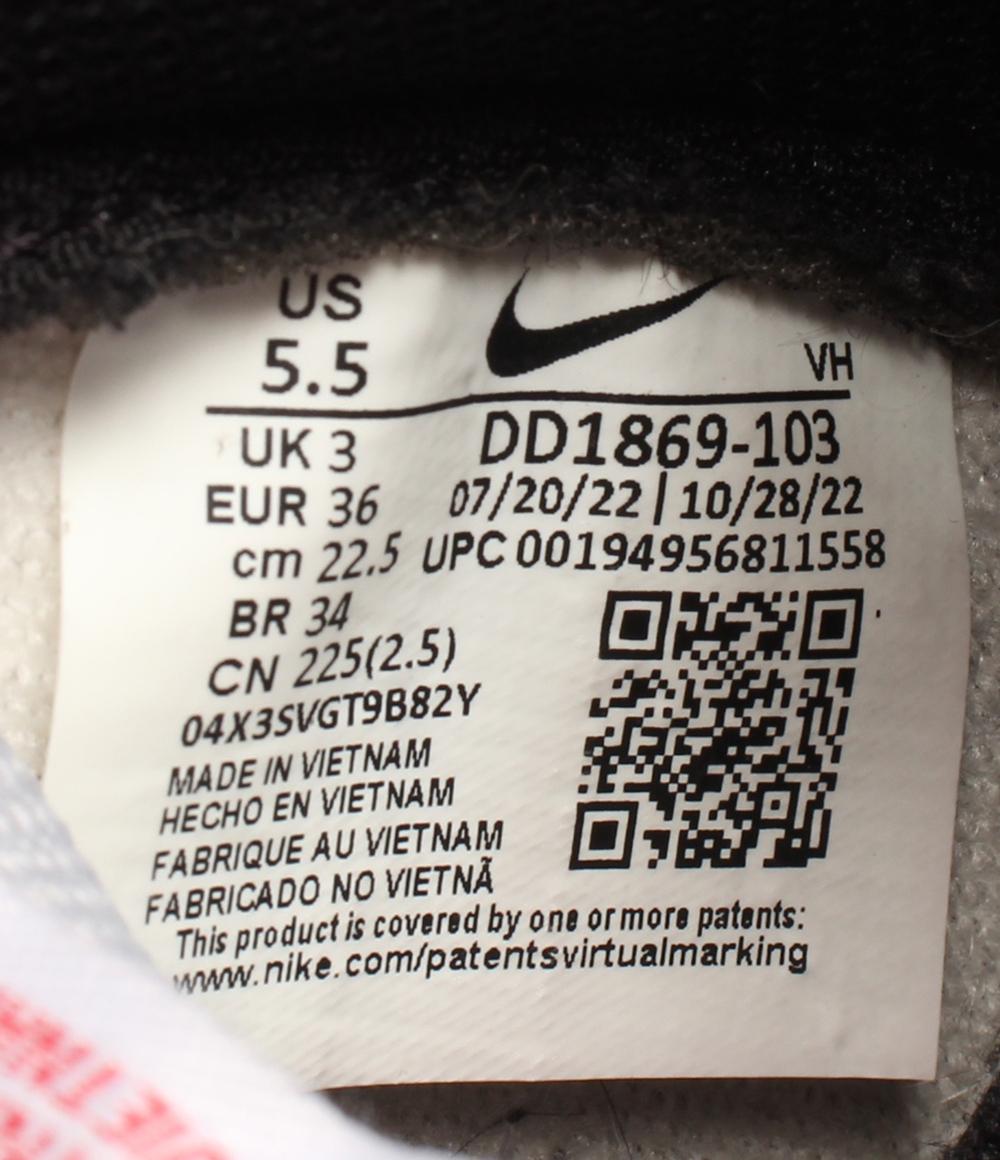 US
5.5
VH
UK 3
DD1869-103
EUR 36
07/20/22 | 10/28/22
cm 22.5
UPC 00194956811558
BR 34
CN 225(2.5)
04X3SVGT9B82Y
MADE IN VIETNAM
HECHO EN VIETNAM
FABRIQUE AU VIETNAM
FABRICADO NO VIETNÃ
This product is covered by one or more patents:
www.nike.com/patentsvirtualmarking